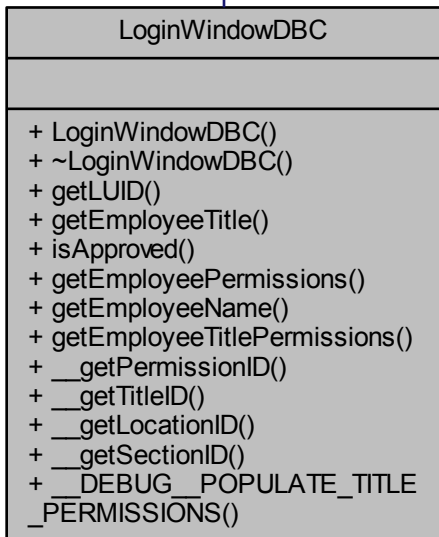 LoginWindowDBC
+ LoginWindowDBC()
+ ~LoginWindowDBC()
+ getLUID()
+ getEmployeeTitle()
+ isApproved()
+ getEmployeePermissions()
+ getEmployeeName()
+ getEmployeeTitlePermissions()
+ __getPermissionID()
+ __getTitleID()
+ __getLocationID()
+ __getSectionID()
+ __DEBUG__POPULATE_TITLE
_PERMISSIONS()